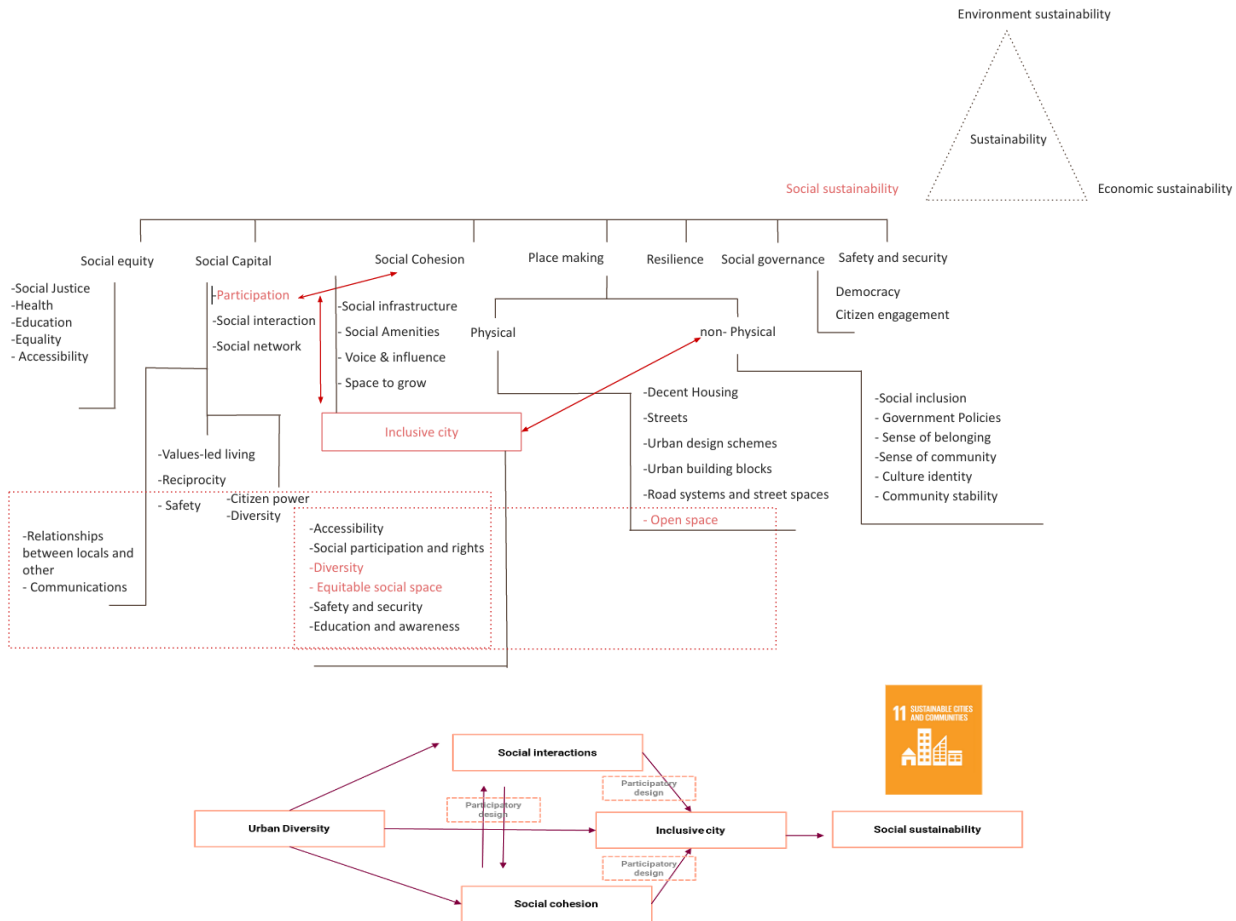 Environment sustainability
Sustainability
Social sustainability
Economic sustainability
Social equity
-Social Justice
-Health
-Education
-Equality
- Accessibility
Social Capital
-Participation
-Social interaction
-Social network
-Values-led living
-Reciprocity
- Safety
-Citizen power
-Diversity
-Relationships
between locals and
other
- Communications
Social Cohesion
-Social infrastructure
- Social Amenities
- Voice & influence
- Space to grow
Inclusive city
-Accessibility
-Social participation and rights
-Diversity
- Equitable social space
-Safety and security
-Education and awareness
Place making
Physical
-Decent Housing
-Streets
-Urban design schemes
-Urban building blocks
-Road systems and street spaces
- Open space
non- Physical
-Social inclusion
- Government Policies
- Sense of belonging
-Sense of community
- Culture identity
- Community stability
Resilience
Social governance
Safety and security
Democracy
Citizen engagement
11 SUSTAINABLE CITIES
AND COMMUNITIES
Social interactions
Participatory
design
Participatory
design
Urban Diversity
Inclusive city
Social sustainability
Participatory
design
Social cohesion